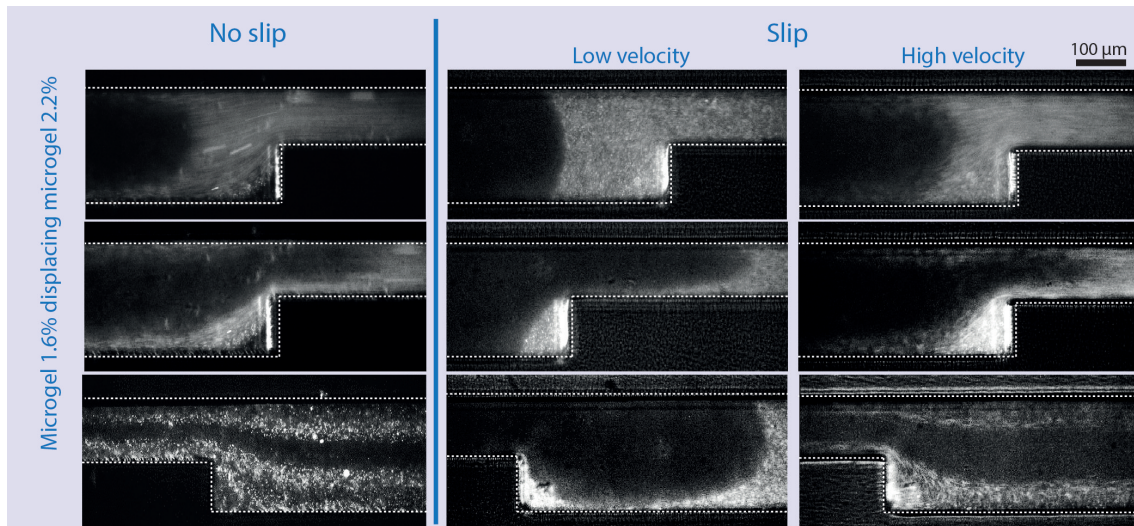 No slip
Slip
Low velocity
High velocity
100 µm
Microgel 1.6% displacing microgel 2.2%